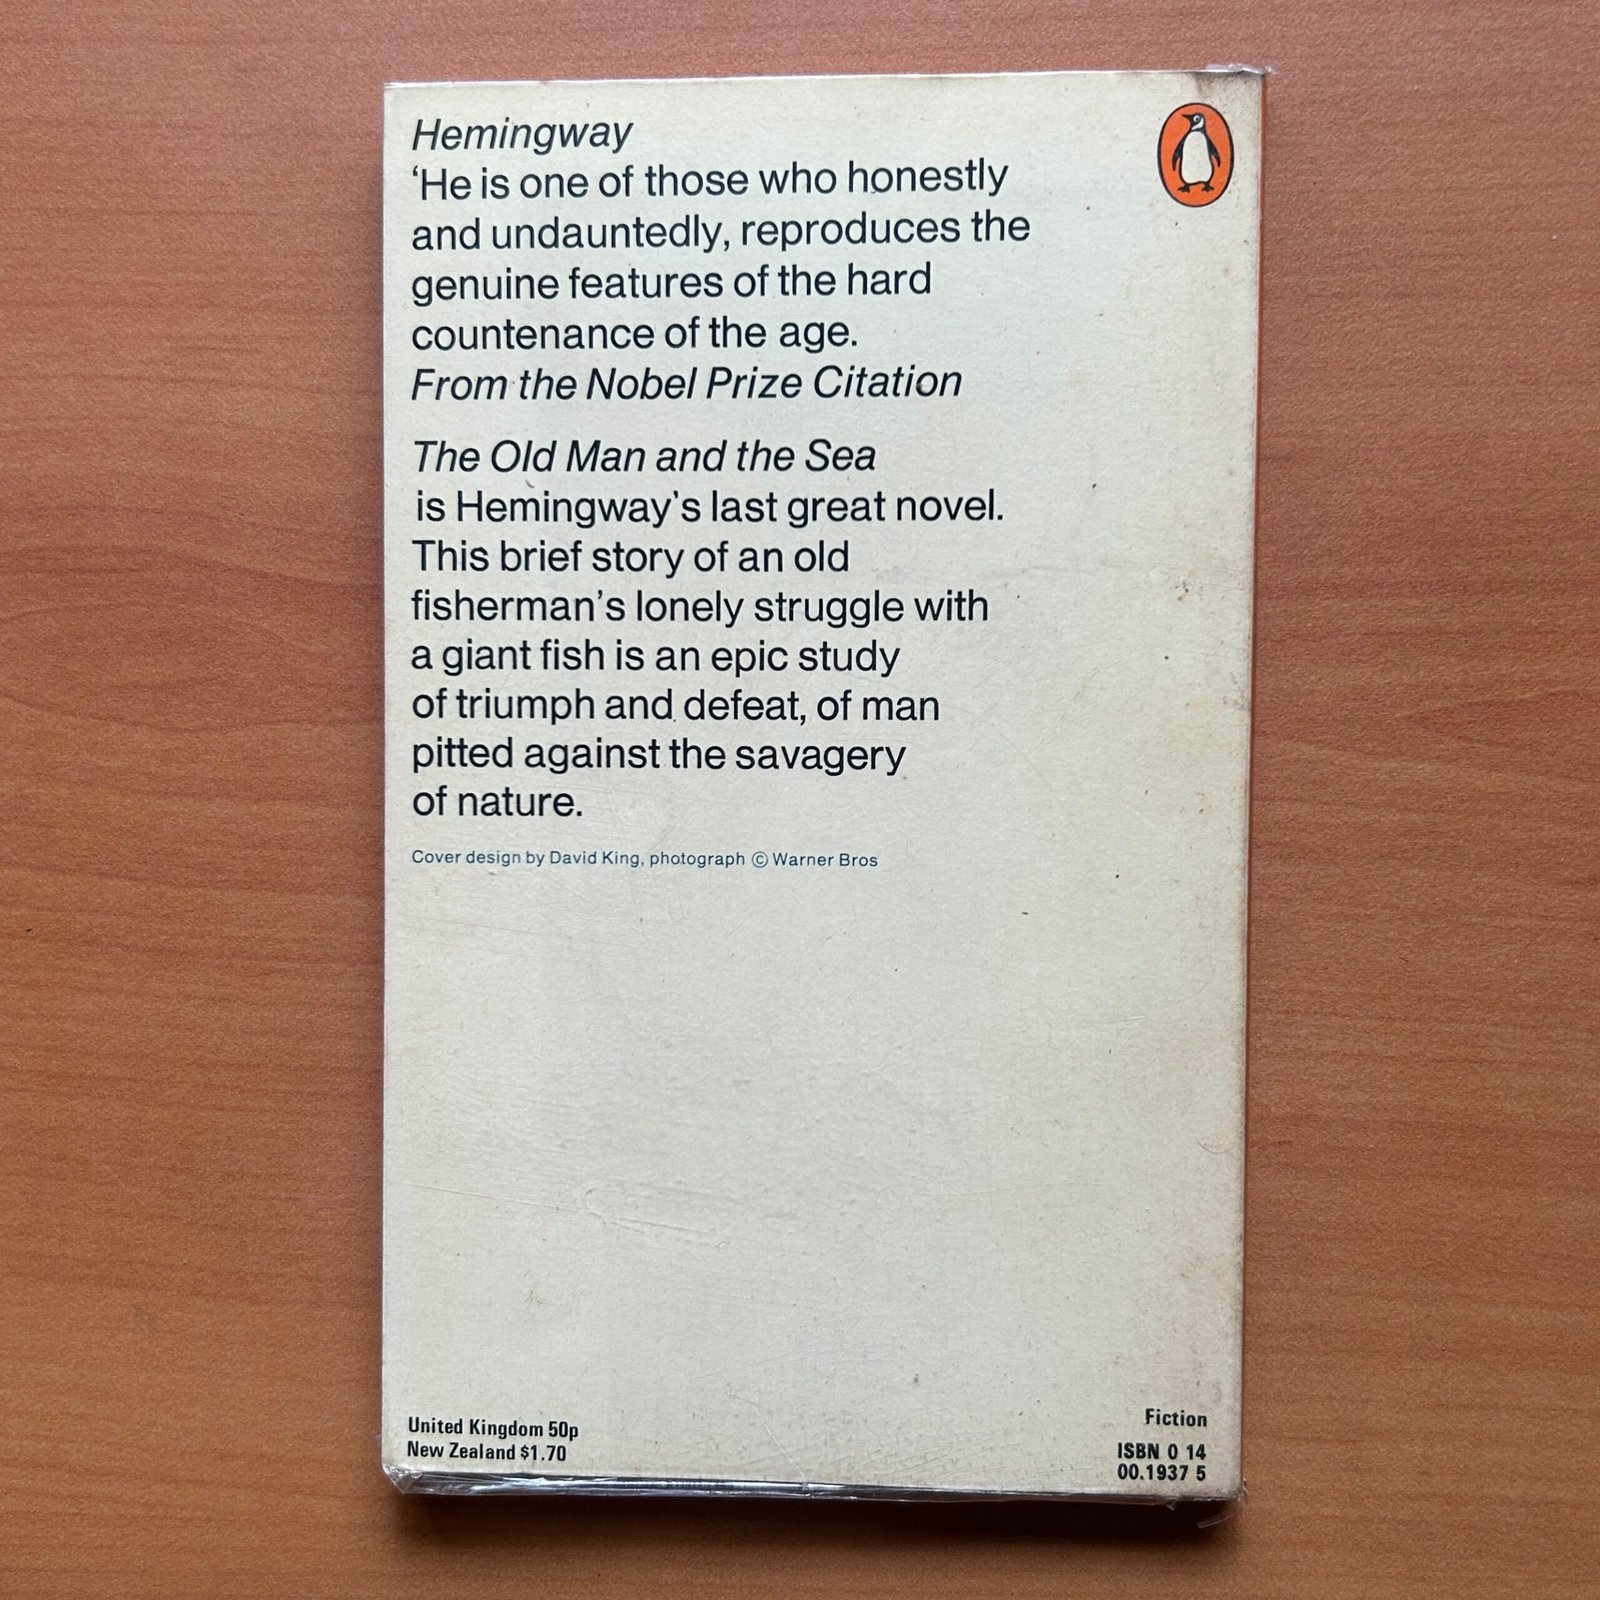 Hemingway
‘He is one of those who honestly
and undauntedly, reproduces the
genuine features of the hard
countenance of the age.
From the Nobel Prize Citation
The Old Man and the Sea
is Hemingway’s last great novel.
This brief story of an old
fisherman’s lonely struggle with
a giant fish is an epic study
of triumph and defeat, of man
pitted against the savagery
of nature.
Cover design by David King, photograph © Warner Bros
United Kingdom 50p
New Zealand $1.70
Fiction
ISBN 0 14
00.1937 5